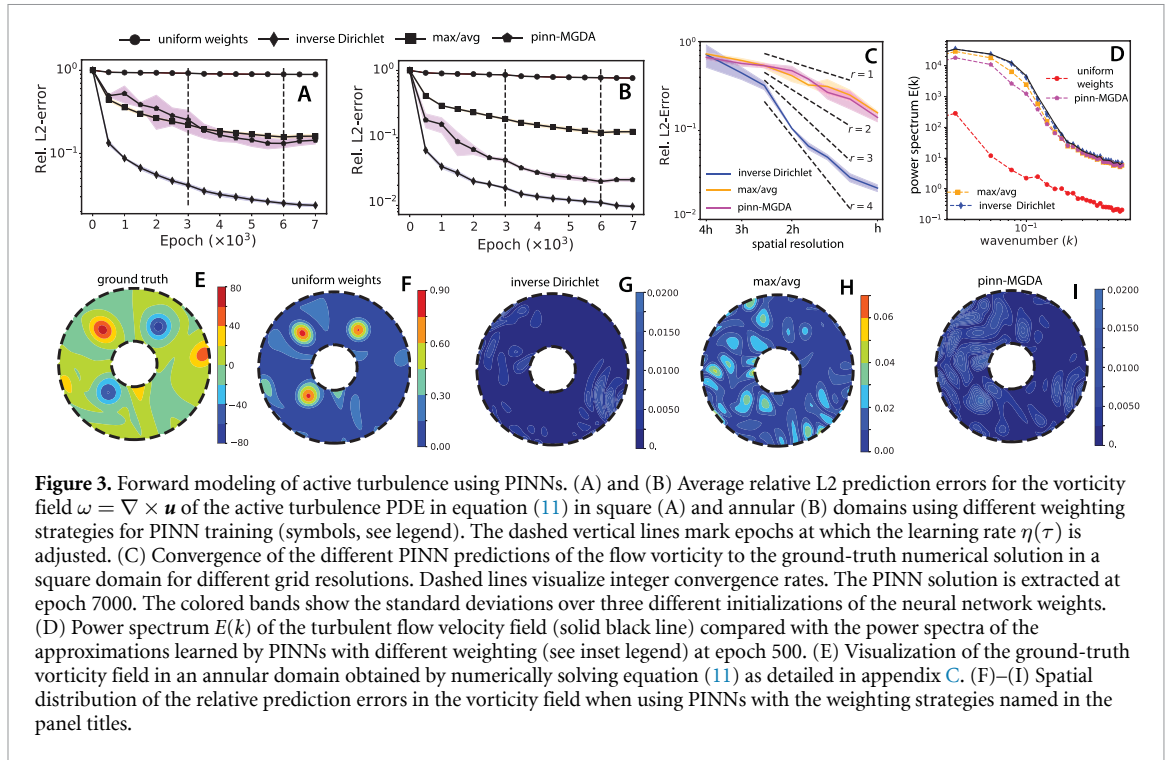 uniform weights inverse Dirichlet max/avg pinn-MGDA
A
Rel. L2-error
10⁰
10⁻¹
0 1 2 3 4 5 6 7
Epoch (×10³)
B
Rel. L2-error
10⁰
10⁻¹
10⁻²
0 1 2 3 4 5 6 7
Epoch (×10³)
C
Rel. L2-Error
10⁰
10⁻¹
10⁻²
r = 1
r = 2
r = 3
r = 4
inverse Dirichlet
max/avg
pinn-MGDA
4h 3h 2h h
spatial resolution
D
power spectrum E(k)
10⁴
10³
10²
10¹
10⁰
10⁻¹
uniform
weights
pinn-MGDA
max/avg
inverse Dirichlet
10⁻¹
wavenumber (k)
ground truth
E
80
40
0
−40
−80
uniform weights
F
0.90
0.60
0.30
0.00
inverse Dirichlet
G
0,0200
0.0150
0.0100
0.0050
0.
max/avg
H
0.06
0.04
0.02
0.00
pinn-MGDA
I
0.0200
0.0150
0.0100
0.0050
0.
Figure 3. Forward modeling of active turbulence using PINNs. (A) and (B) Average relative L2 prediction errors for the vorticity
field ω = ∇ × u of the active turbulence PDE in equation (11) in square (A) and annular (B) domains using different weighting
strategies for PINN training (symbols, see legend). The dashed vertical lines mark epochs at which the learning rate η(τ) is
adjusted. (C) Convergence of the different PINN predictions of the flow vorticity to the ground-truth numerical solution in a
square domain for different grid resolutions. Dashed lines visualize integer convergence rates. The PINN solution is extracted at
epoch 7000. The colored bands show the standard deviations over three different initializations of the neural network weights.
(D) Power spectrum E(k) of the turbulent flow velocity field (solid black line) compared with the power spectra of the
approximations learned by PINNs with different weighting (see inset legend) at epoch 500. (E) Visualization of the ground-truth
vorticity field in an annular domain obtained by numerically solving equation (11) as detailed in appendix C. (F)–(I) Spatial
distribution of the relative prediction errors in the vorticity field when using PINNs with the weighting strategies named in the
panel titles.